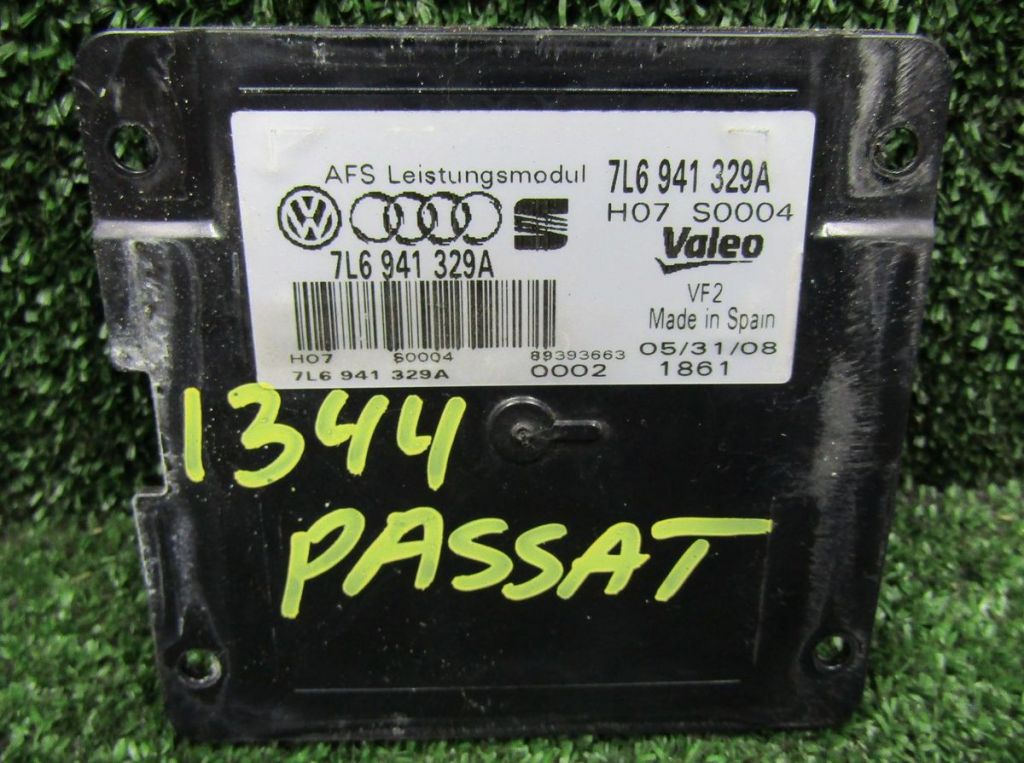 AFS Leistungsmodul 7L6 941 329A
H07 S0004
VW
Valeo
7L6 941 329A
VF2
Made in Spain
H07 S0004 89393663 05/31/08
7L6 941 329A 0002 1861
1344
PASSAT